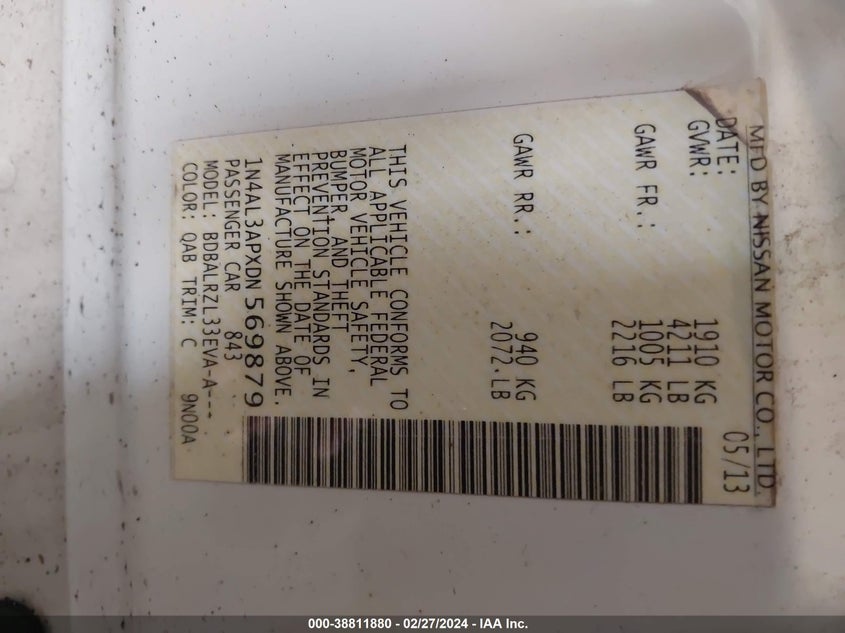 MFD BY NISSAN MOTOR CO., LTD.
DATE: 05/13
GVWR: 1910 KG
4211 LB
GAWR FR.: 1005 KG
2216 LB
GAWR RR.: 940 KG
2072 LB
THIS VEHICLE CONFORMS TO
ALL APPLICABLE FEDERAL
MOTOR VEHICLE SAFETY,
BUMPER, AND THEFT
PREVENTION STANDARDS IN
EFFECT ON THE DATE OF
MANUFACTURE SHOWN ABOVE.
1N4AL3APXDN569879
PASSENGER CAR 843
MODEL: BDBALRZL33EVA-A---
COLOR: QAB TRIM: C 9N00A
000-38811880 - 02/27/2024 - IAA Inc.